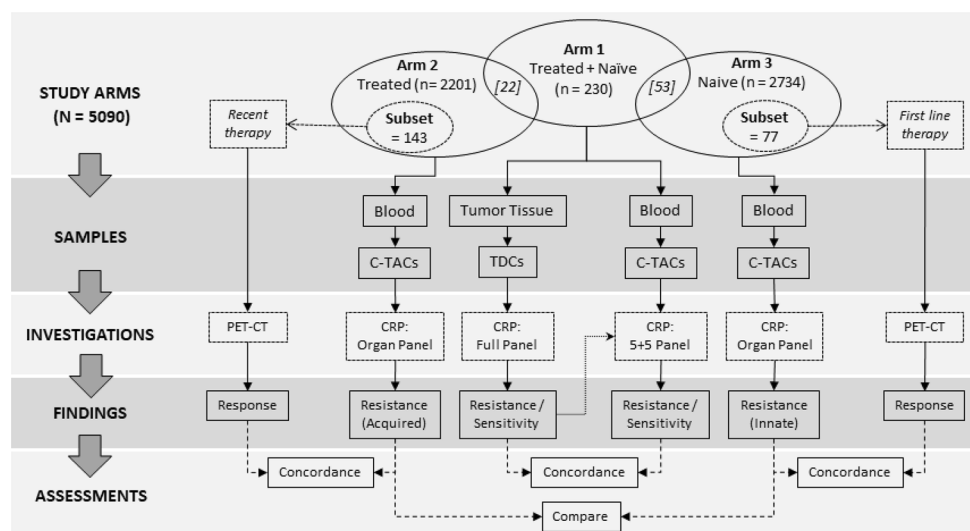 STUDY ARMS
(N = 5090)
Recent
therapy
Arm 2
Treated (n= 2201)
Subset
= 143
[22]
Arm 1
Treated + Naïve
(n = 230)
[53]
Arm 3
Naive (n = 2734)
Subset
= 77
First line
therapy
SAMPLES
Blood
Tumor Tissue
Blood
Blood
C-TACs
TDCs
C-TACs
C-TACs
INVESTIGATIONS
PET-CT
CRP:
Organ Panel
CRP:
Full Panel
CRP:
5+5 Panel
CRP:
Organ Panel
PET-CT
FINDINGS
Response
Resistance
(Acquired)
Resistance /
Sensitivity
Resistance /
Sensitivity
Resistance
(Innate)
Response
ASSESSMENTS
Concordance
Concordance
Concordance
Compare